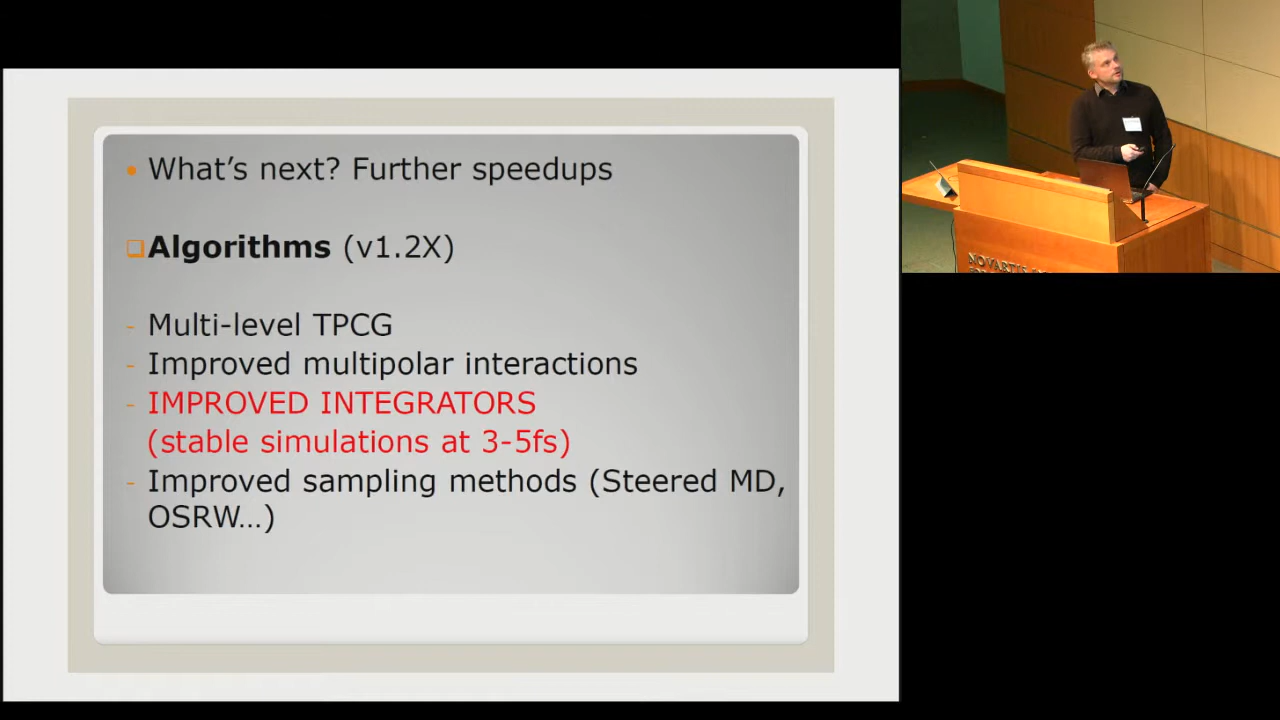 • What’s next? Further speedups
❑Algorithms (v1.2X)
- Multi-level TPCG
- Improved multipolar interactions
- IMPROVED INTEGRATORS
(stable simulations at 3-5fs)
- Improved sampling methods (Steered MD,
OSRW…)
NOVARTIS